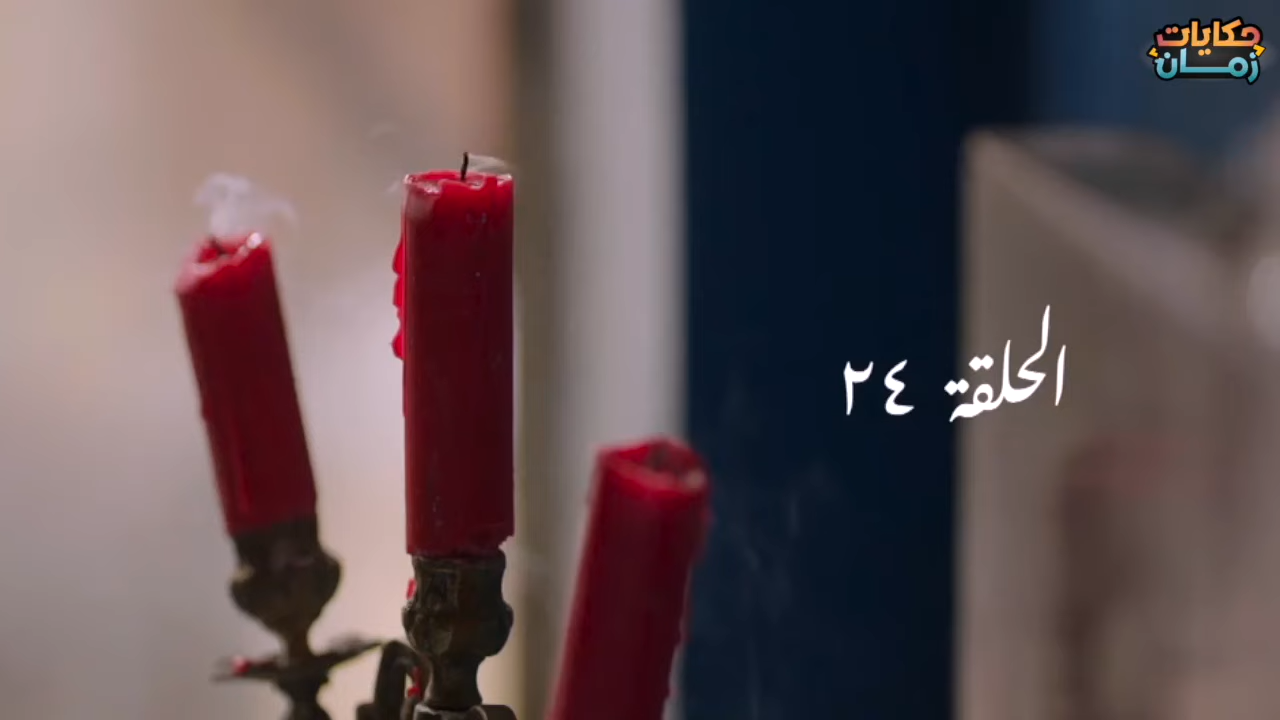 حكايات
زمان
الحلقة ٢٤